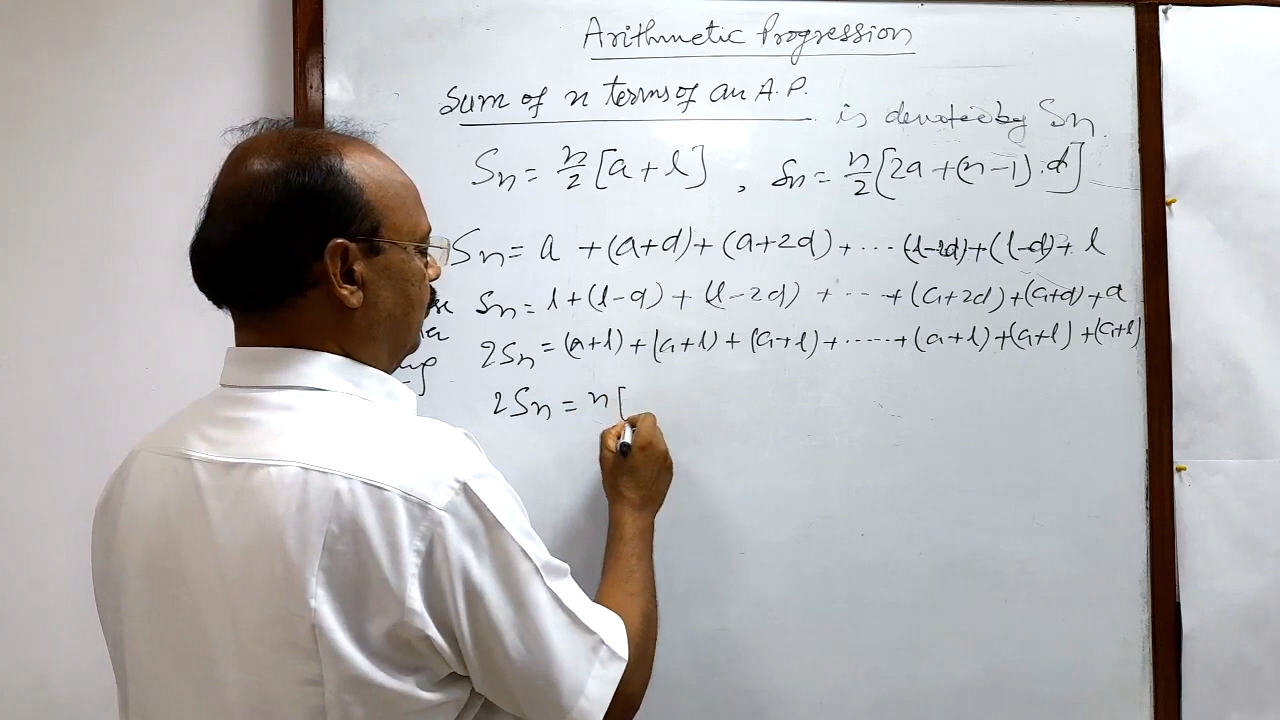 Arithmetic Progression
Sum of n terms of an A.P. is denoted by Sn.
Sn = n/2 [a + l] , Sn = n/2 [2a + (n-1).d]
Sn = a + (a+d) + (a+2d) + ... (l-2d) + (l-d) + l
Sn = l + (l-d) + (l-2d) + ... + (a+2d) + (a+d) + a
2Sn = (a+l) + (a+l) + (a+l) + ..... + (a+l) + (a+l) + (a+l)
2Sn = n [